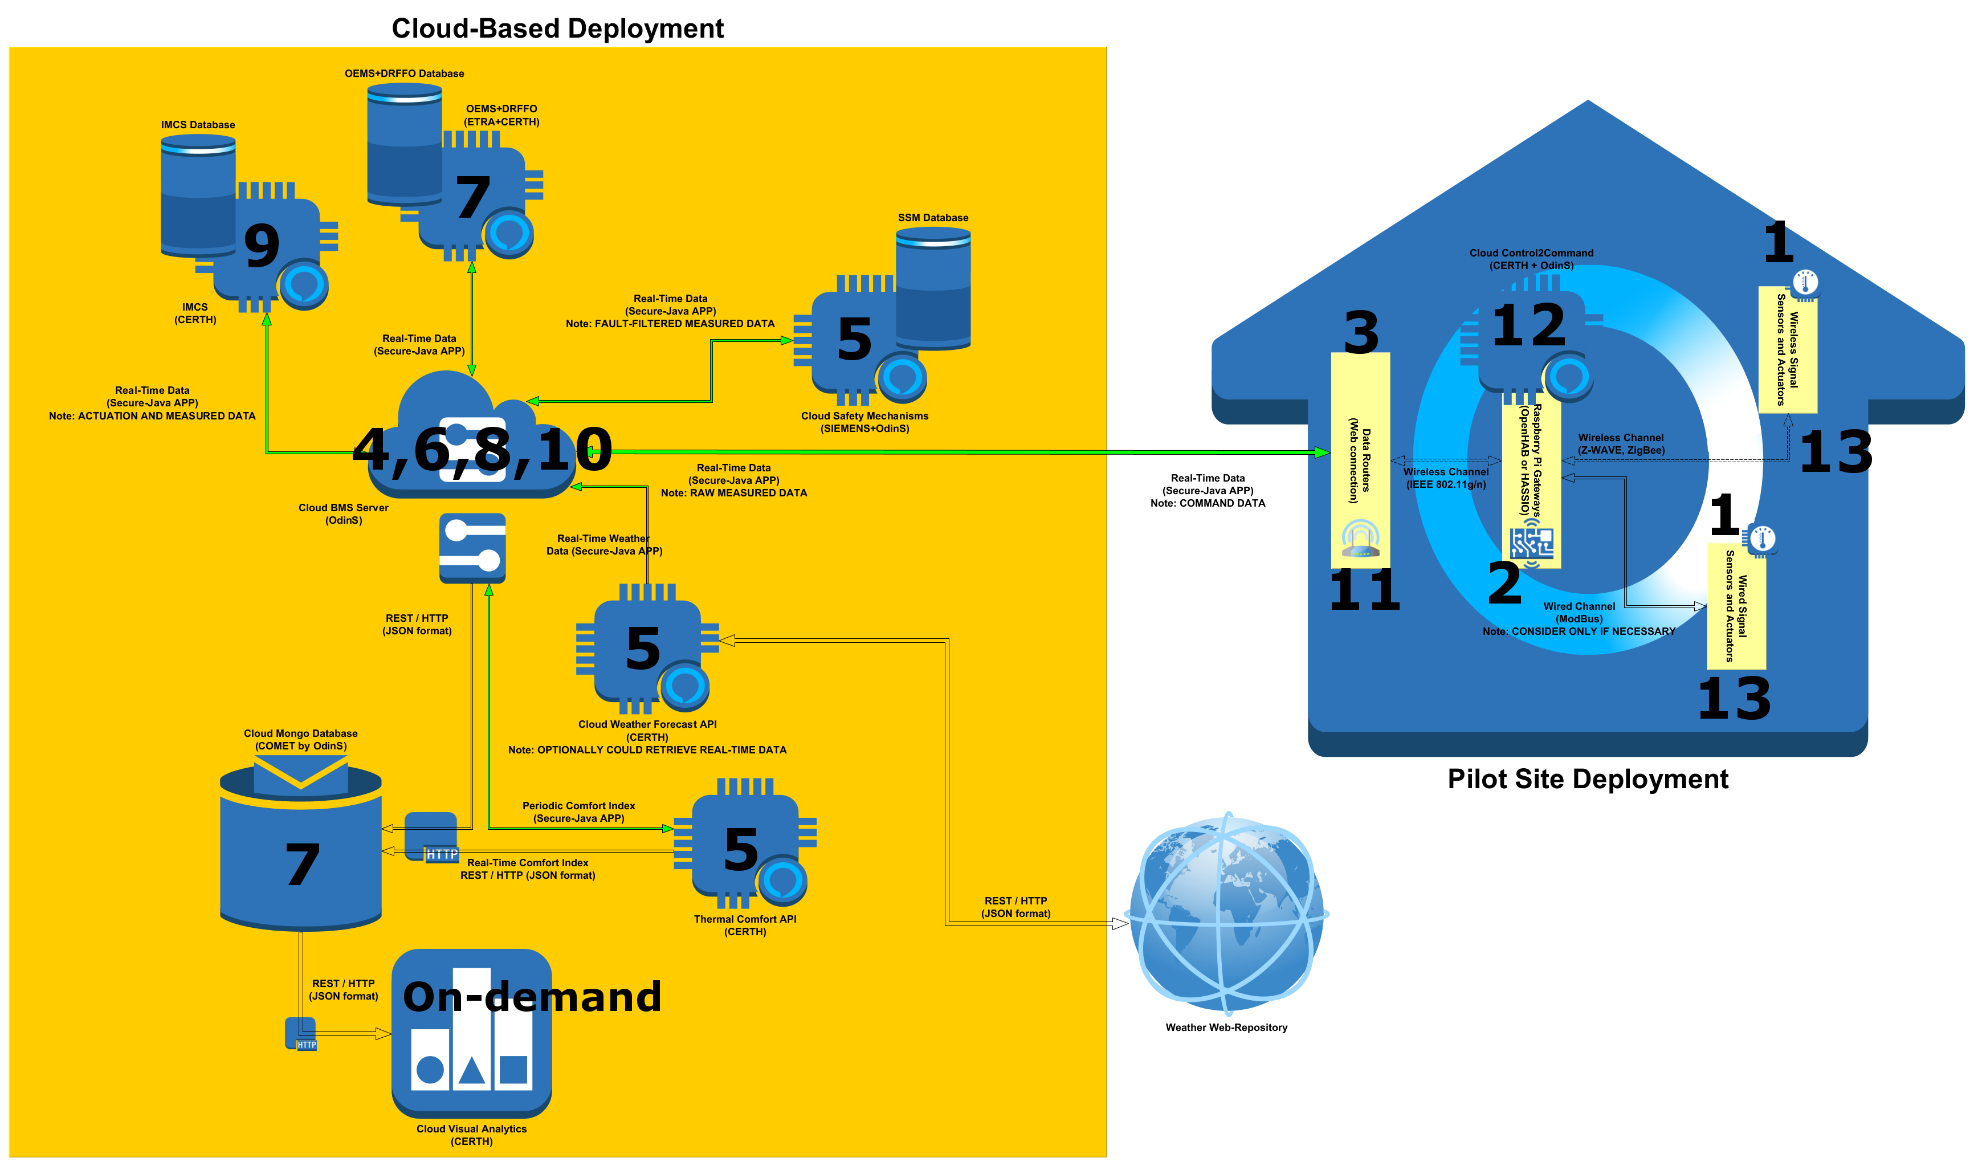 Cloud-Based Deployment
OEMS+DRFFO Database
OEMS+DRFFO
(ETRA+CERTH)
7
IMCS Database
9
IMCS
(CERTH)
SSM Database
5
Cloud Safety Mechanisms
(SIEMENS+OdinS)
Real-Time Data
(Secure-Java APP)
Note: FAULT-FILTERED MEASURED DATA
Real-Time Data
(Secure-Java APP)
Real-Time Data
(Secure-Java APP)
Note: ACTUATION AND MEASURED DATA
4,6,8,10
Cloud BMS Server
(OdinS)
Real-Time Data
(Secure-Java APP)
Note: RAW MEASURED DATA
Real-Time Weather
Data (Secure-Java APP)
REST / HTTP
(JSON format)
5
Cloud Weather Forecast API
(CERTH)
Note: OPTIONALLY COULD RETRIEVE REAL-TIME DATA
Cloud Mongo Database
(COMET by OdinS)
7
HTTP
Periodic Comfort Index
(Secure-Java APP)
Real-Time Comfort Index
REST / HTTP (JSON format)
5
Thermal Comfort API
(CERTH)
REST / HTTP
(JSON format)
HTTP
On-demand
Cloud Visual Analytics
(CERTH)
REST / HTTP
(JSON format)
Weather Web-Repository
Real-Time Data
(Secure-Java APP)
Note: COMMAND DATA
Cloud Control2Command
(CERTH + OdinS)
12
3
Data Routers
(Web connection)
11
Wireless Channel
(IEEE 802.11g/n)
Raspberry Pi Gateways
(OpenHAB or HASSIO)
2
Wireless Channel
(Z-WAVE, ZigBee)
1
Wireless Signal
Sensors and Actuators
13
1
Wired Signal
Sensors and Actuators
13
Wired Channel
(ModBus)
Note: CONSIDER ONLY IF NECESSARY
Pilot Site Deployment